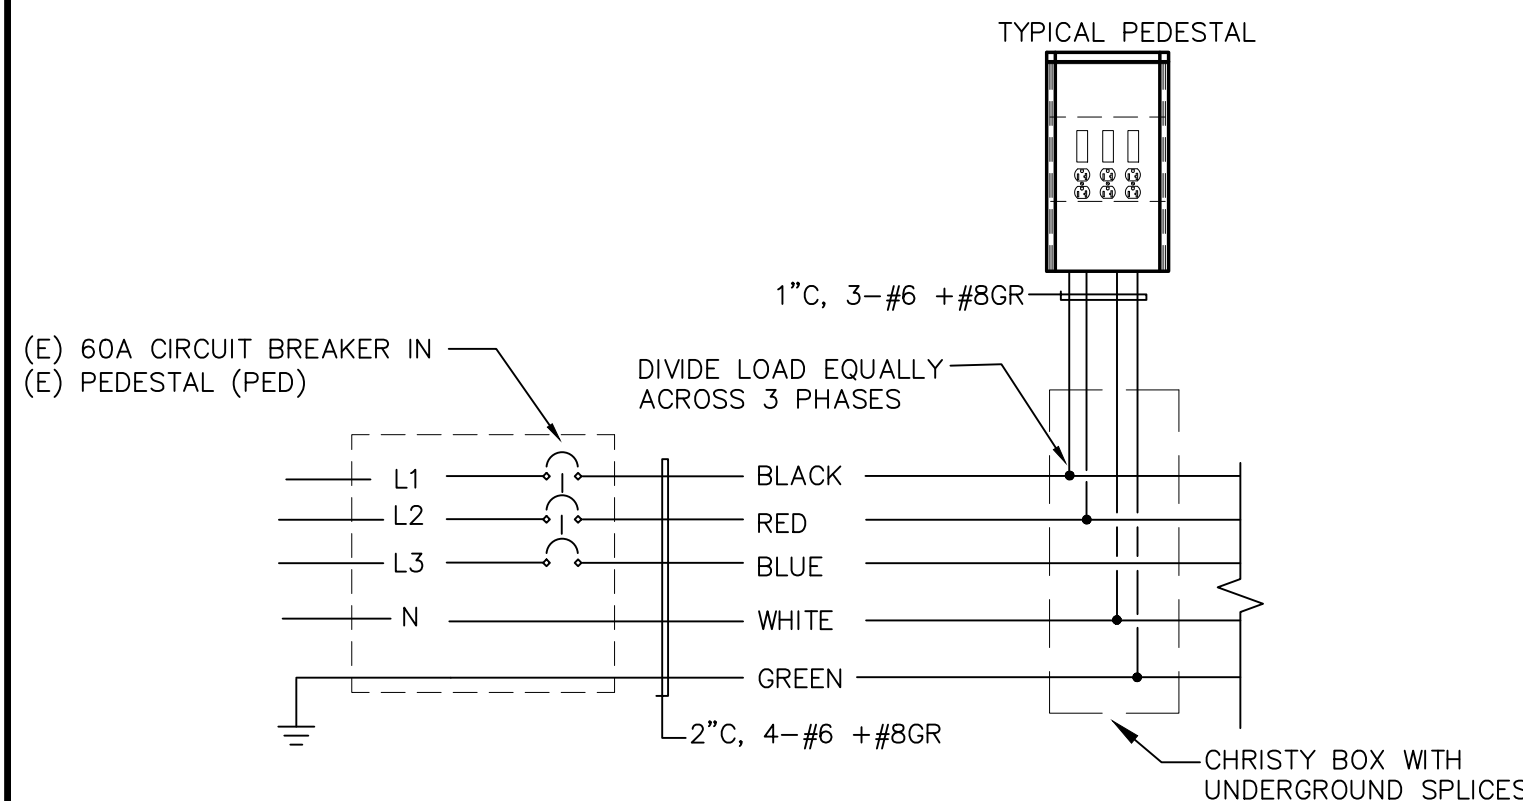 TYPICAL PEDESTAL
1”C, 3-#6 +#8GR
(E) 60A CIRCUIT BREAKER IN
(E) PEDESTAL (PED)
DIVIDE LOAD EQUALLY
ACROSS 3 PHASES
L1
BLACK
L2
RED
L3
BLUE
N
WHITE
GREEN
2”C, 4-#6 +#8GR
CHRISTY BOX WITH
UNDERGROUND SPLICES